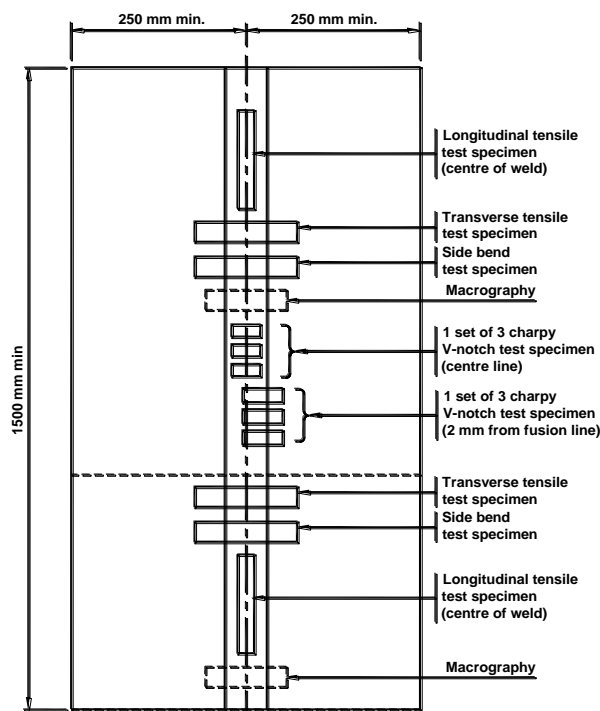 250 mm min.
250 mm min.
1500 mm min
Longitudinal tensile
test specimen
(centre of weld)
Transverse tensile
test specimen
Side bend
test specimen
Macrography
1 set of 3 charpy
V-notch test specimen
(centre line)
1 set of 3 charpy
V-notch test specimen
(2 mm from fusion line)
Transverse tensile
test specimen
Side bend
test specimen
Longitudinal tensile
test specimen
(centre of weld)
Macrography